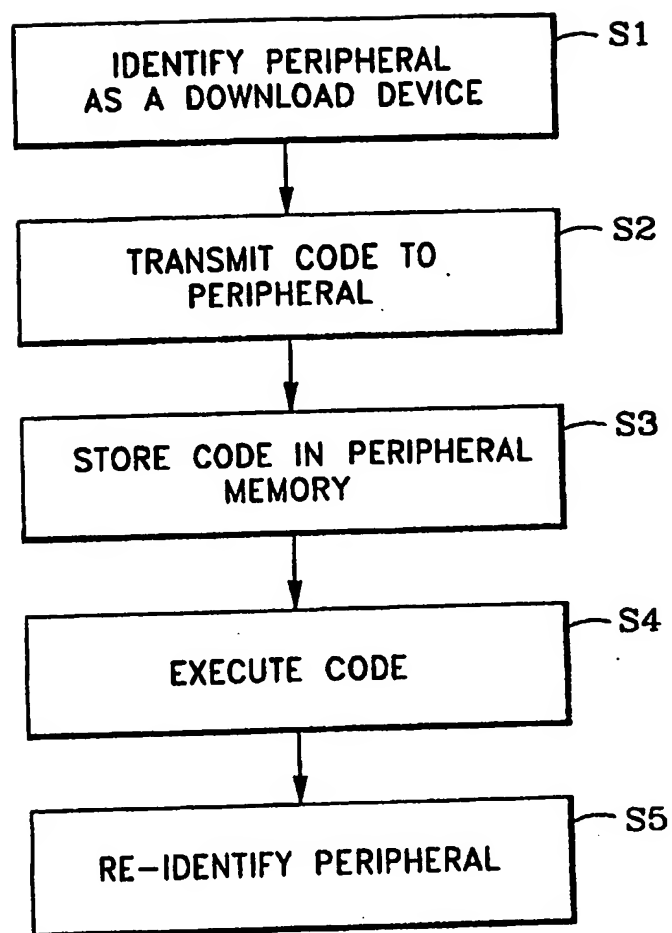 IDENTIFY PERIPHERAL
AS A DOWNLOAD DEVICE
S1
TRANSMIT CODE TO
PERIPHERAL
S2
STORE CODE IN PERIPHERAL
MEMORY
S3
EXECUTE CODE
S4
RE-IDENTIFY PERIPHERAL
S5